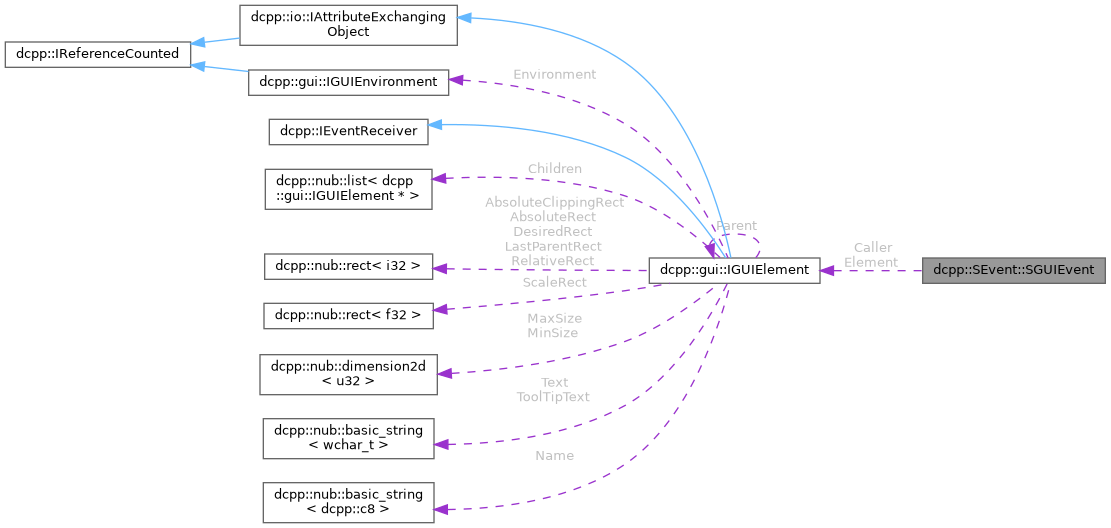 dcpp::io::IAttributeExchanging
Object
dcpp::IReferenceCounted
dcpp::gui::IGUIEnvironment
Environment
dcpp::IEventReceiver
Children
dcpp::nub::list< dcpp
::gui::IGUIElement * >
AbsoluteClippingRect
AbsoluteRect
DesiredRect
LastParentRect
RelativeRect
Parent
dcpp::nub::rect< i32 >
dcpp::gui::IGUIElement
Caller
Element
dcpp::SEvent::SGUIEvent
ScaleRect
dcpp::nub::rect< f32 >
MaxSize
MinSize
dcpp::nub::dimension2d
< u32 >
Text
ToolTipText
dcpp::nub::basic_string
< wchar_t >
Name
dcpp::nub::basic_string
< dcpp::c8 >